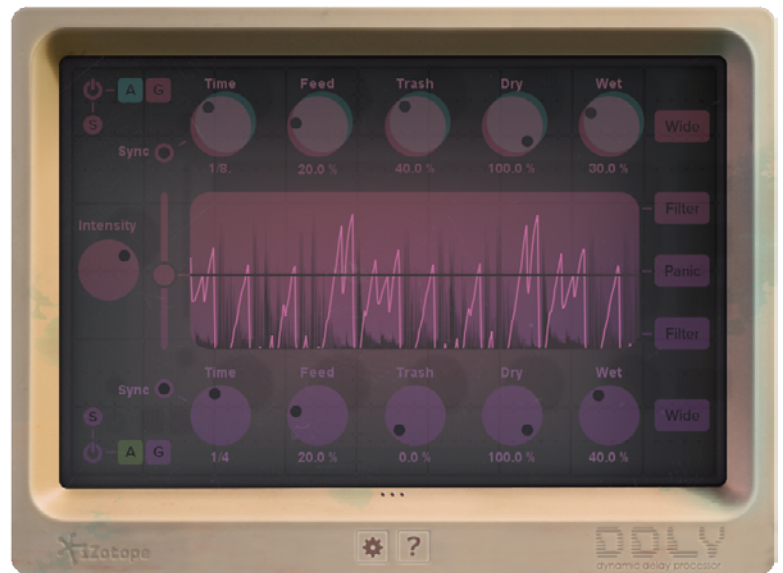 A G Time Feed Trash Dry Wet
S Wide
Sync
1/8. 20.0 % 40.0 % 100.0 % 30.0 %
Filter
Intensity
Panic
Filter
Time Feed Trash Dry Wet
Sync
S Wide
A G 1/4 20.0 % 0.0 % 100.0 % 40.0 %
iZotope ? DDLY
dynamic delay processor